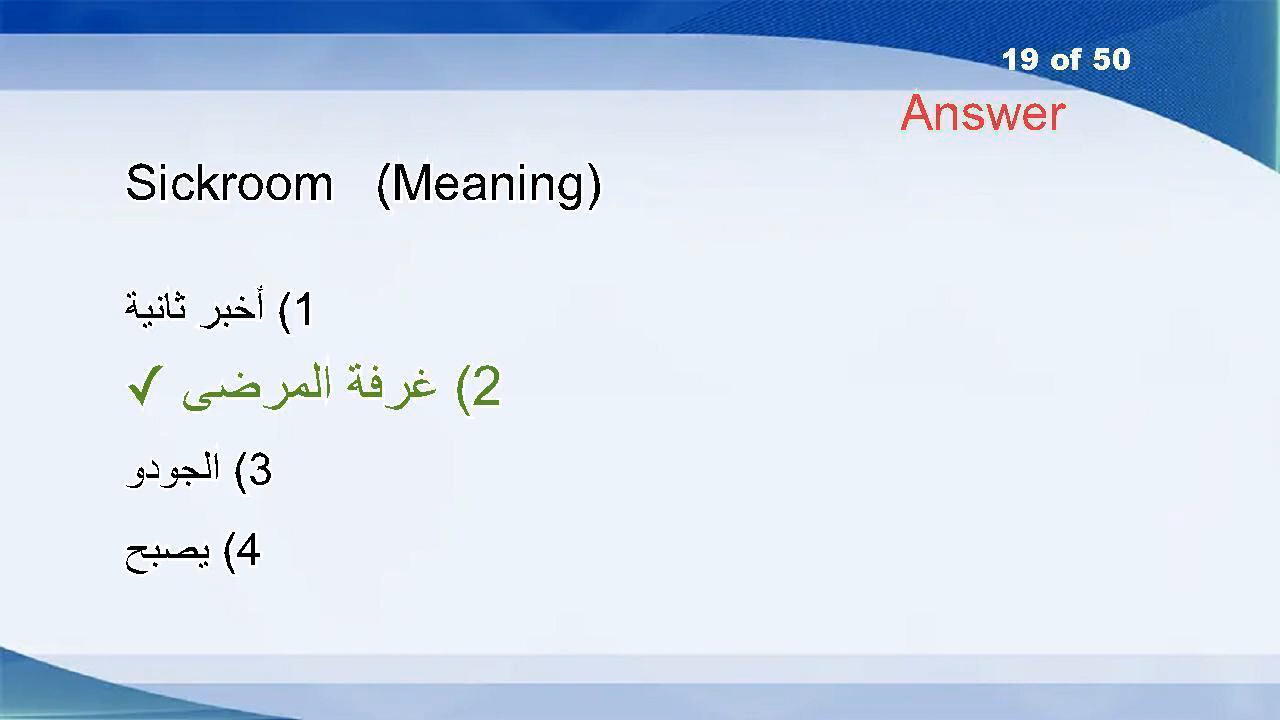 19 of 50
Answer
Sickroom (Meaning)
1) أخبر ثانية
2) غرفة المرضى ✓
3) الجودو
4) يصبح